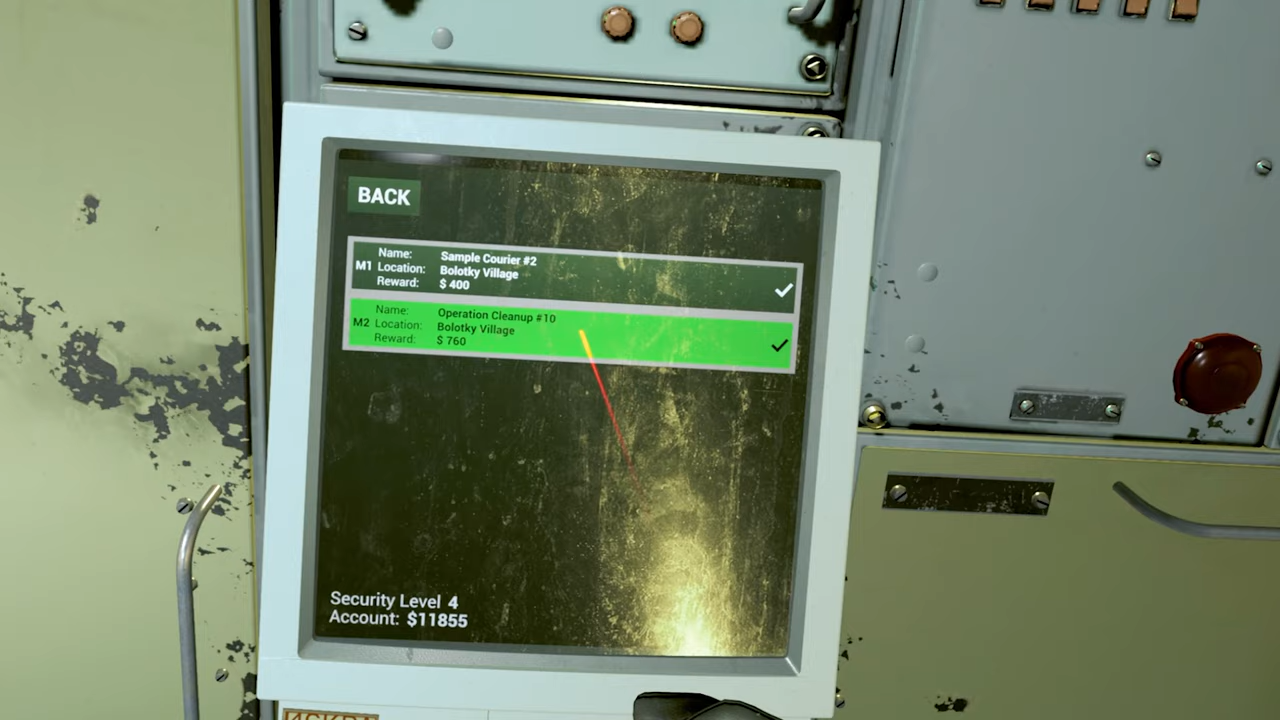 BACK
M1 Name: Sample Courier #2
Location: Bolotky Village
Reward: $ 400
M2 Name: Operation Cleanup #10
Location: Bolotky Village
Reward: $ 760
Security Level 4
Account: $11855
ИСКРА